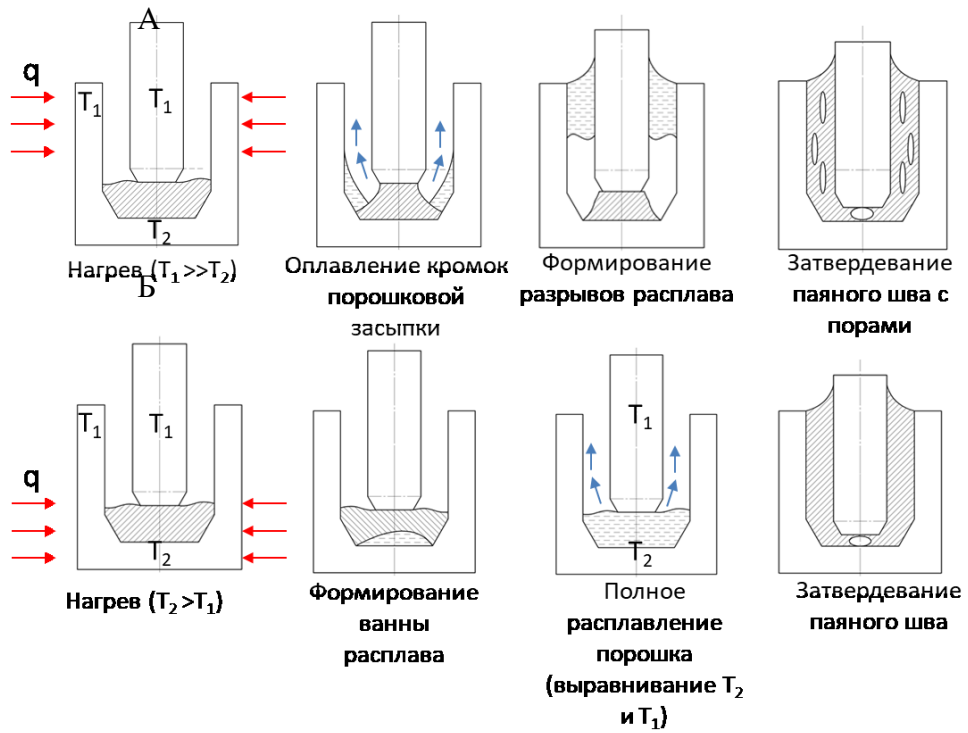 А
q
T₁
T₁
T₂
Нагрев (T₁>>T₂)
Оплавление кромок
порошковой
засыпки
Формирование
разрывов расплава
Затвердевание
паяного шва с
порами
Б
q
T₁
T₁
T₂
Нагрев (T₂>T₁)
Формирование
ванны
расплава
T₁
T₂
Полное
расплавление
порошка
(выравнивание T₂
и T₁)
Затвердевание
паяного шва